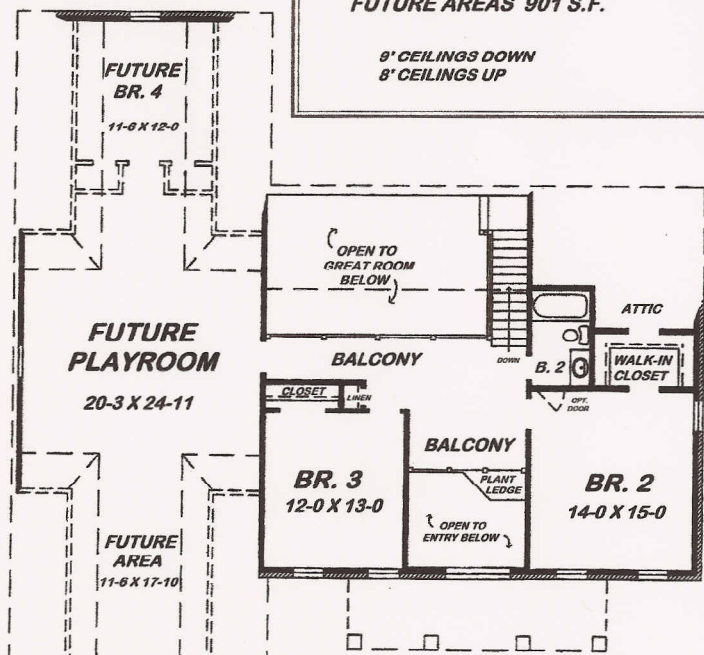 FUTURE AREAS 901 S.F.
9' CEILINGS DOWN
8' CEILINGS UP
FUTURE
BR. 4
11-6 X 12-0
OPEN TO
GREAT ROOM
BELOW
ATTIC
FUTURE
PLAYROOM
20-3 X 24-11
BALCONY
DOWN
B. 2
WALK-IN
CLOSET
CLOSET
LINEN
OPT.
DOOR
BALCONY
BR. 3
12-0 X 13-0
PLANT
LEDGE
BR. 2
14-0 X 15-0
OPEN TO
ENTRY BELOW
FUTURE
AREA
11-6 X 17-10